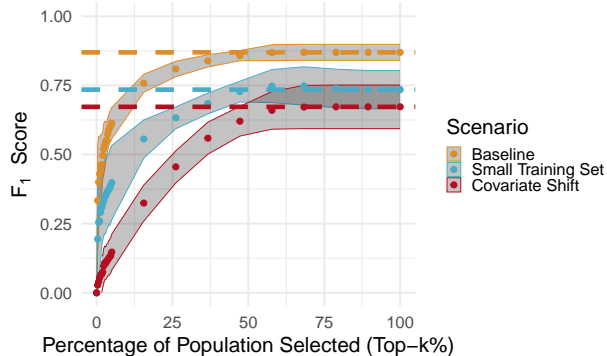 1.00
0.75
0.50
0.25
0.00
F1 Score
0
25
50
75
100
Percentage of Population Selected (Top−k%)
Scenario
Baseline
Small Training Set
Covariate Shift